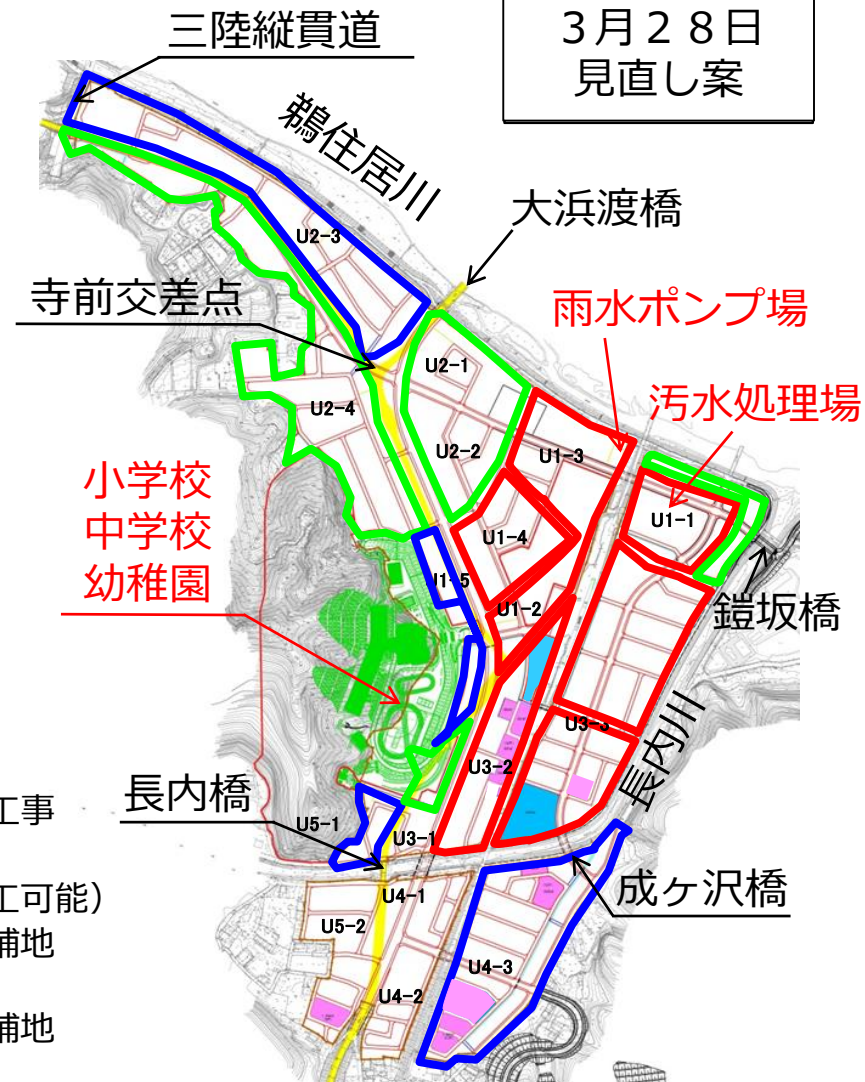 三陸縦貫道
3月28日
見直し案
鵜住居川
大浜渡橋
U2-3
寺前交差点
雨水ポンプ場
U2-1
汚水処理場
U2-4
U2-2
U1-3
小学校
中学校
幼稚園
U1-1
U1-4
U1-5
U1-2
鎧坂橋
U3-3
長内川
U3-2
工事
長内橋
U5-1
U3-1
工可能）
補地
U4-1
成ヶ沢橋
U5-2
U4-3
U4-2
補地